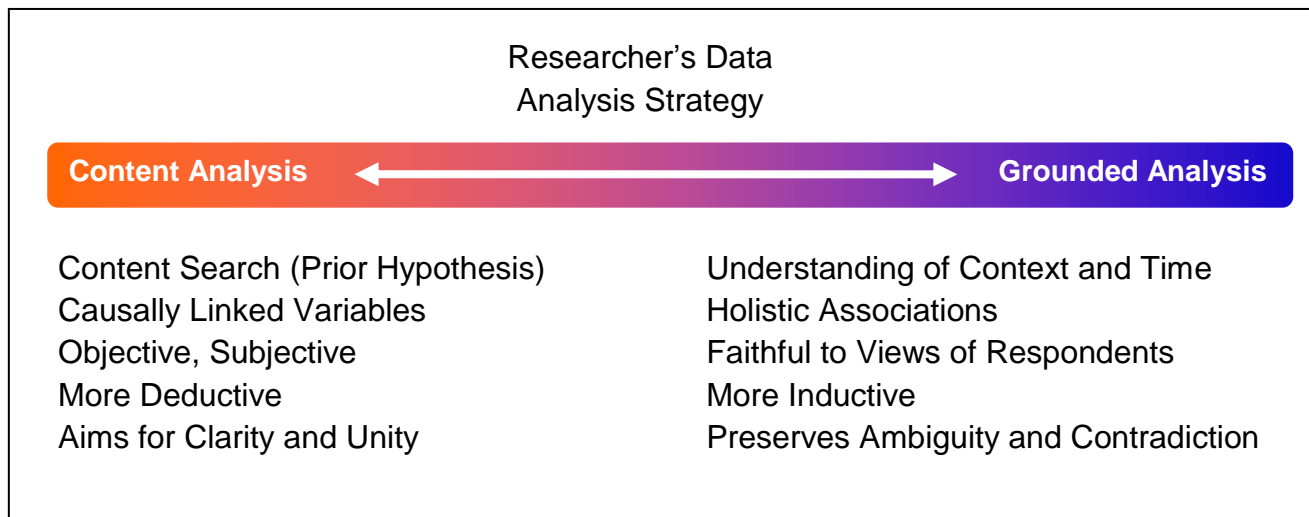 Researcher’s Data
Analysis Strategy
Content Analysis
Grounded Analysis
Content Search (Prior Hypothesis)
Causally Linked Variables
Objective, Subjective
More Deductive
Aims for Clarity and Unity
Understanding of Context and Time
Holistic Associations
Faithful to Views of Respondents
More Inductive
Preserves Ambiguity and Contradiction